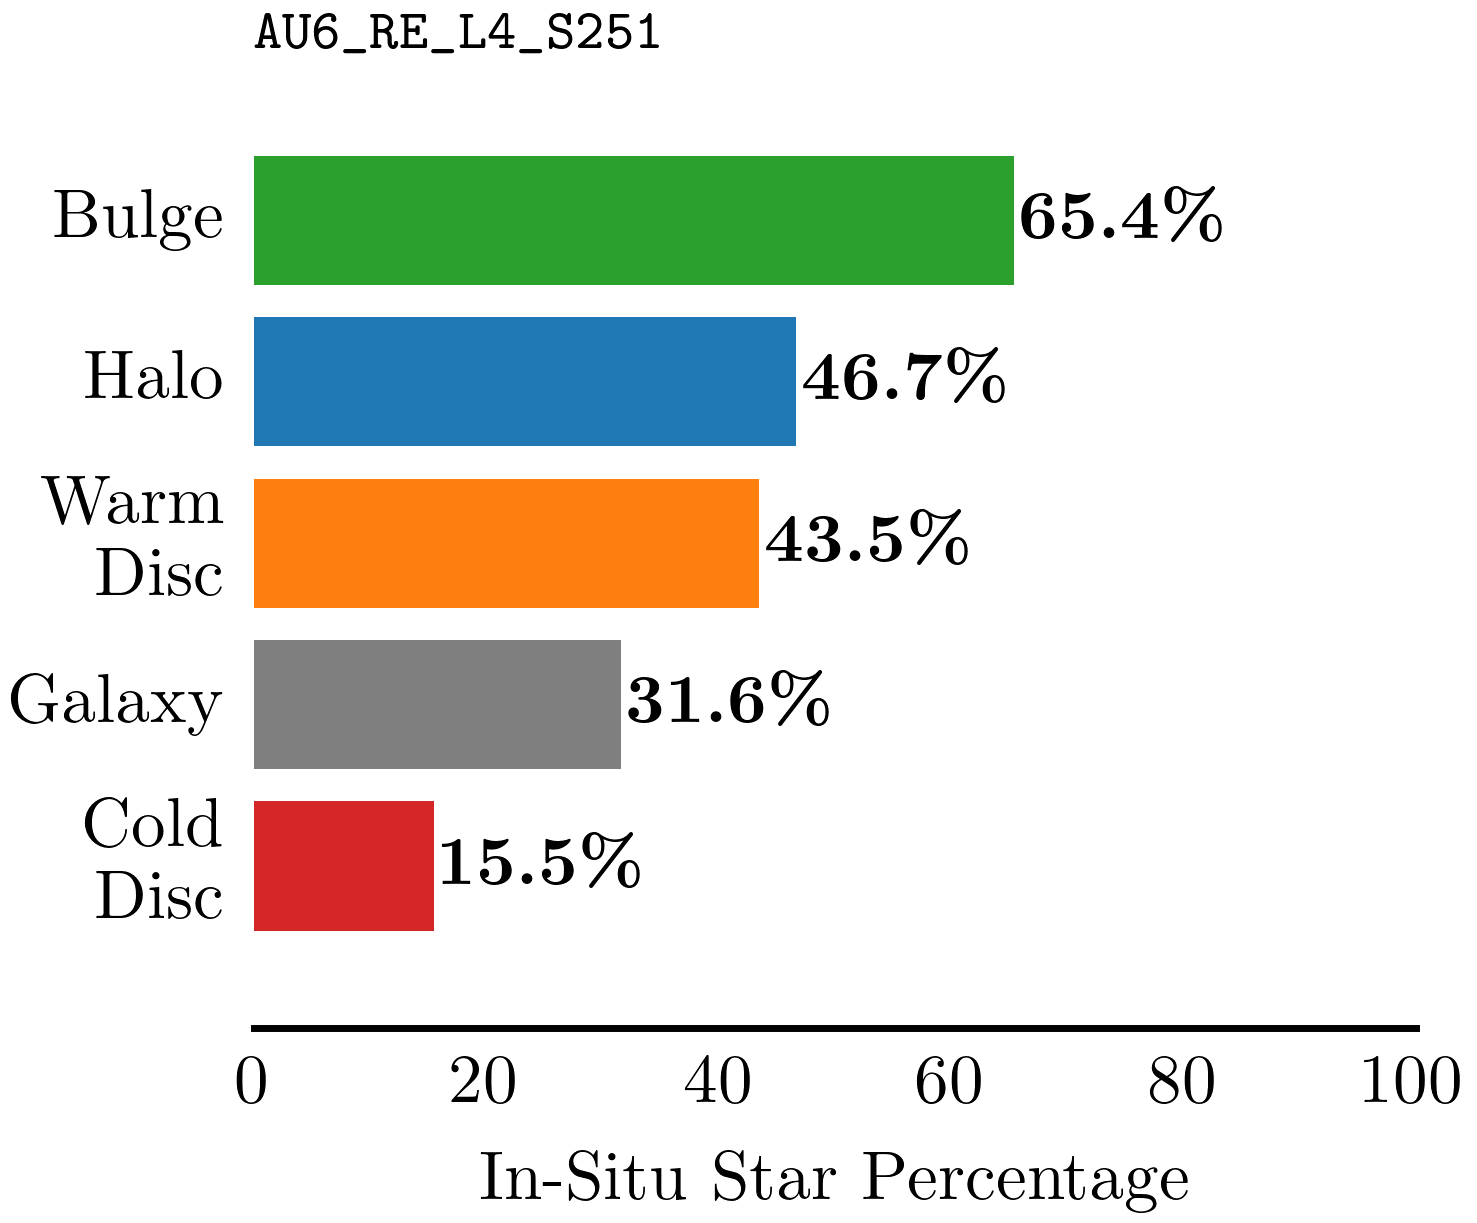 AU6_RE_L4_S251
Bulge
65.4%
Halo
46.7%
Warm
Disc
43.5%
Galaxy
31.6%
Cold
Disc
15.5%
0 20 40 60 80 100
In-Situ Star Percentage